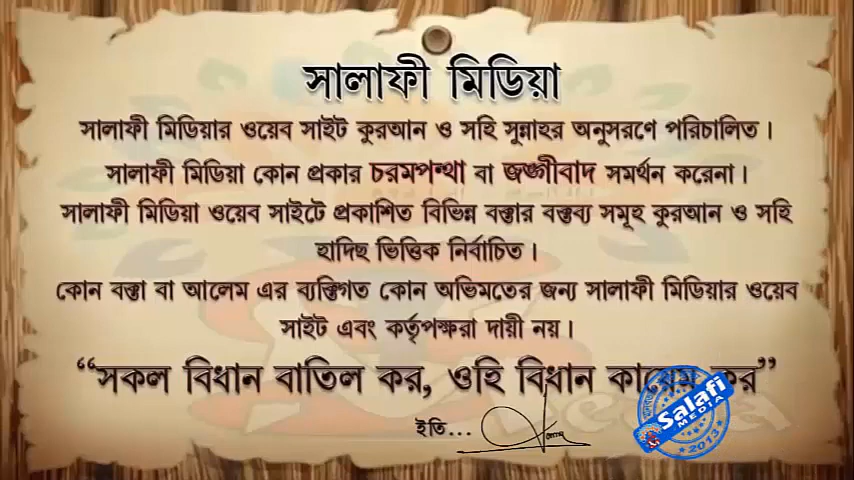 সালাফী মিডিয়া
সালাফী মিডিয়ার ওয়েব সাইট কুরআন ও সহি সুন্নাহর অনুসরণে পরিচালিত।
সালাফী মিডিয়া কোন প্রকার চরমপন্থা বা জঙ্গীবাদ সমর্থন করেনা।
সালাফী মিডিয়া ওয়েব সাইটে প্রকাশিত বিভিন্ন বক্তার বক্তব্য সমূহ কুরআন ও সহি
হাদিছ ভিত্তিক নির্বাচিত।
কোন বক্তা বা আলেম এর ব্যক্তিগত কোন অভিমতের জন্য সালাফী মিডিয়ার ওয়েব
সাইট এবং কর্তৃপক্ষরা দায়ী নয়।
“সকল বিধান বাতিল কর, ওহি বিধান কায়েম কর”
ইতি...
Salafi
MEDIA
2013